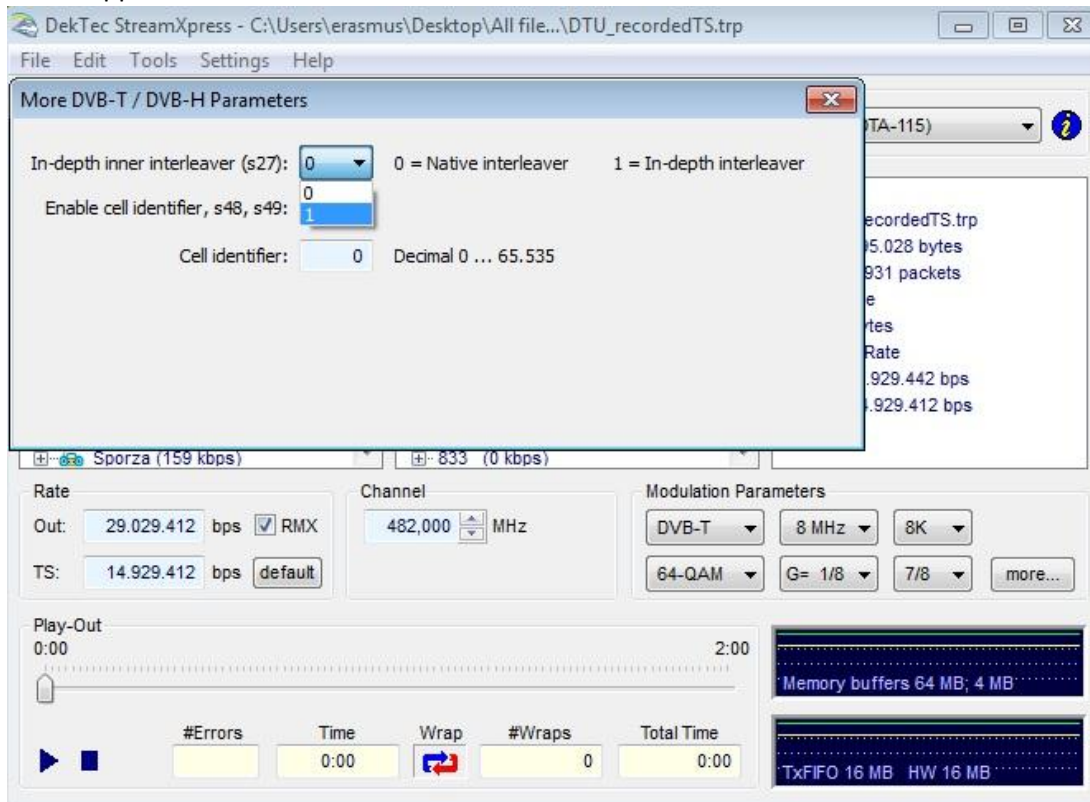 DekTec StreamXpress - C:\Users\erasmus\Desktop\All file...\DTU_recordedTS.trp
File Edit Tools Settings Help
More DVB-T / DVB-H Parameters
TA-115)
In-depth inner interleaver (s27): 0 0 = Native interleaver 1 = In-depth interleaver
0
1
Enable cell identifier, s48, s49:
Cell identifier: 0 Decimal 0 ... 65.535
ecordedTS.trp
5.028 bytes
931 packets
e
tes
Rate
.929.442 bps
.929.412 bps
Sporza (159 kbps) 833 (0 kbps)
Rate Channel Modulation Parameters
Out: 29.029.412 bps RMX 482,000 MHz DVB-T 8 MHz 8K
TS: 14.929.412 bps default 64-QAM G= 1/8 7/8 more...
Play-Out
0:00 2:00
Memory buffers 64 MB; 4 MB
#Errors Time Wrap #Wraps Total Time
0:00 0 0:00
TxFIFO 16 MB HW 16 MB